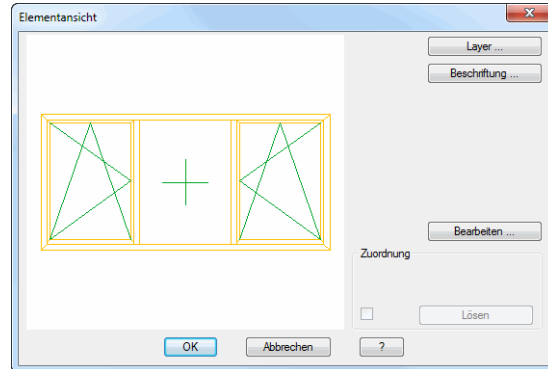 Elementansicht
Layer ...
Beschriftung ...
Bearbeiten ...
Zuordnung
Lösen
OK
Abbrechen
?